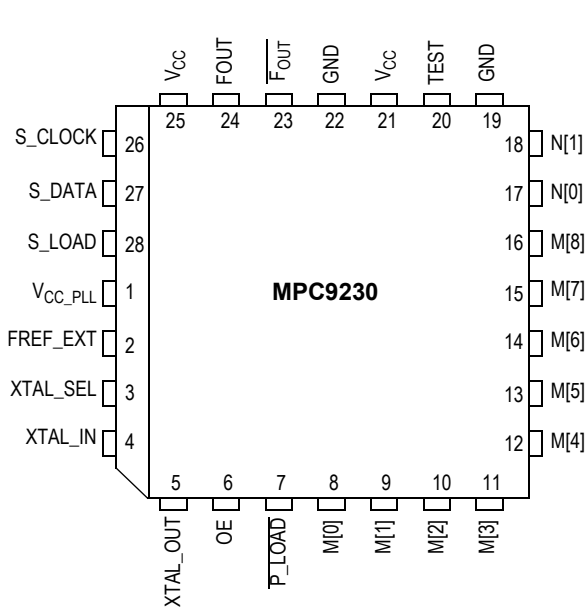 VCC
FOUT
FOUT
GND
VCC
TEST
GND
25
24
23
22
21
20
19
S_CLOCK 26
18 N[1]
S_DATA 27
17 N[0]
S_LOAD 28
16 M[8]
VCC_PLL 1
MPC9230
15 M[7]
FREF_EXT 2
14 M[6]
XTAL_SEL 3
13 M[5]
XTAL_IN 4
12 M[4]
5
6
7
8
9
10
11
XTAL_OUT
OE
P_LOAD
M[0]
M[1]
M[2]
M[3]